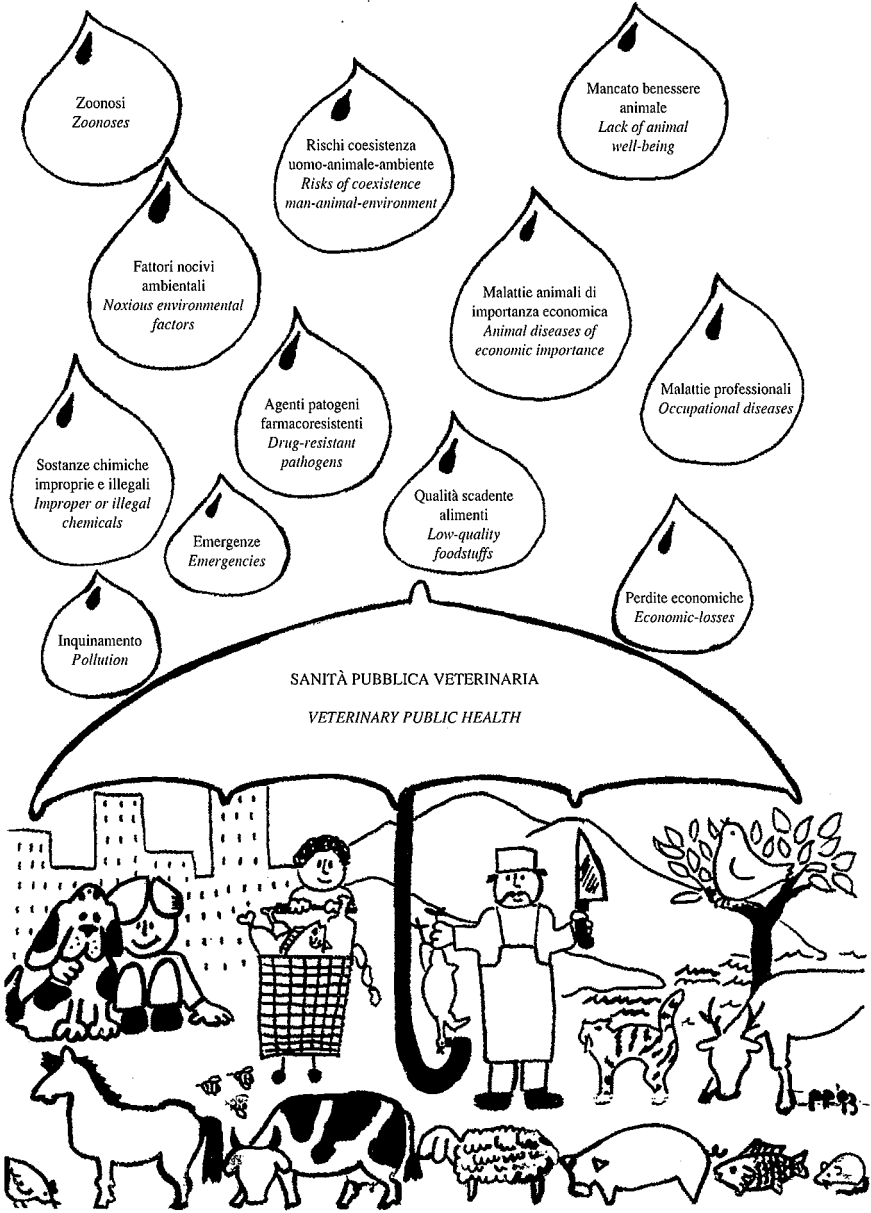 Zoonosi
Zoonoses
Mancato benessere
animale
Lack of animal
well-being
Rischi coesistenza
uomo-animale-ambiente
Risks of coexistence
man-animal-environment
Fattori nocivi
ambientali
Noxious environmental
factors
Malattie animali di
importanza economica
Animal diseases of
economic importance
Malattie professionali
Occupational diseases
Agenti patogeni
farmacoresistenti
Drug-resistant
pathogens
Sostanze chimiche
improprie e illegali
Improper or illegal
chemicals
Qualità scadente
alimenti
Low-quality
foodstuffs
Emergenze
Emergencies
Perdite economiche
Economic-losses
Inquinamento
Pollution
SANITÀ PUBBLICA VETERINARIA
VETERINARY PUBLIC HEALTH